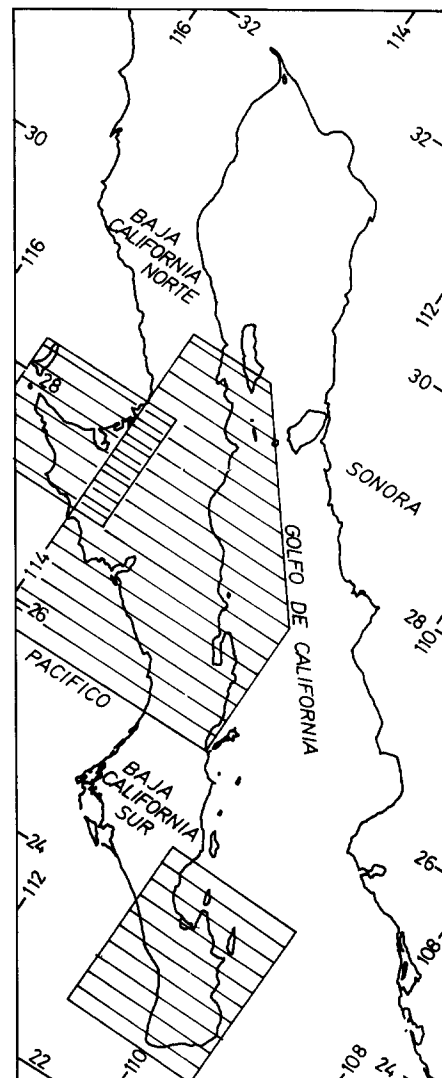 116
32
114
30
32
BAJA
CALIFORNIA
NORTE
116
112
30
28
SONORA
GOLFO DE CALIFORNIA
114
26
28
110
PACIFICO
BAJA
CALIFORNIA
SUR
24
26
112
108
22
110
108
24